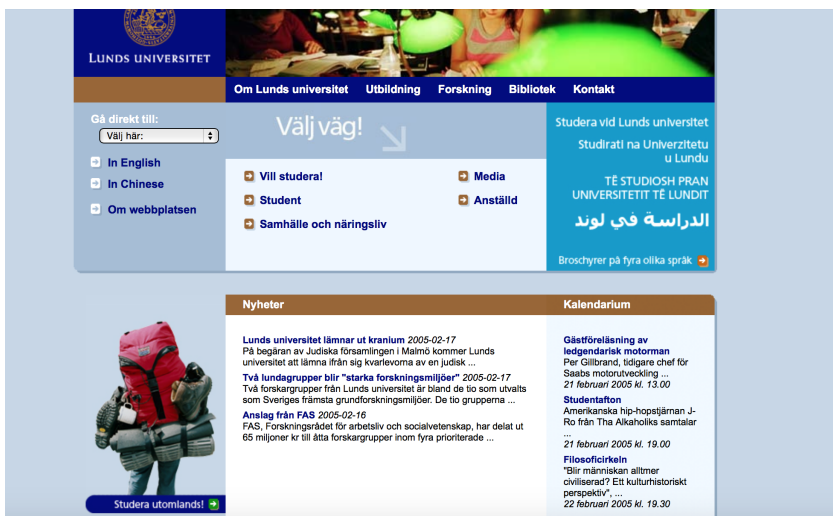 LUNDS UNIVERSITET
Om Lunds universitet Utbildning Forskning Bibliotek Kontakt
Gå direkt till:
Välj här:
In English
In Chinese
Om webbplatsen
Välj väg!
Vill studera!
Student
Samhälle och näringsliv
Media
Anställd
Studera vid Lunds universitet
Studirati na Univerzitetu
u Lundu
TË STUDIOSH PRAN
UNIVERSITETIT TË LUNDIT
الدراسة في لوند
Broschyrer på fyra olika språk
Studera utomlands!
Nyheter
Lunds universitet lämnar ut kranium 2005-02-17
På begäran av Judiska församlingen i Malmö kommer Lunds
universitet att lämna ifrån sig kvarlevorna av en judisk ...
Två lundagrupper blir "starka forskningsmiljöer" 2005-02-17
Två forskargrupper från Lunds universitet är bland de tio som utvalts
som Sveriges främsta grundforskningsmiljöer. De tio grupperna ...
Anslag från FAS 2005-02-16
FAS, Forskningsrådet för arbetsliv och socialvetenskap, har delat ut
65 miljoner kr till åtta forskargrupper inom fyra prioriterade ...
Kalendarium
Gästföreläsning av
ledgendarisk motorman
Per Gillbrand, tidigare chef för
Saabs motorutveckling ...
21 februari 2005 kl. 13.00
Studentafton
Amerikanska hip-hopstjärnan J-
Ro från Tha Alkaholiks samtalar
...
21 februari 2005 kl. 19.00
Filosoficirkeln
"Blir människan alltmer
civiliserad? Ett kulturhistoriskt
perspektiv", ...
22 februari 2005 kl. 19.30